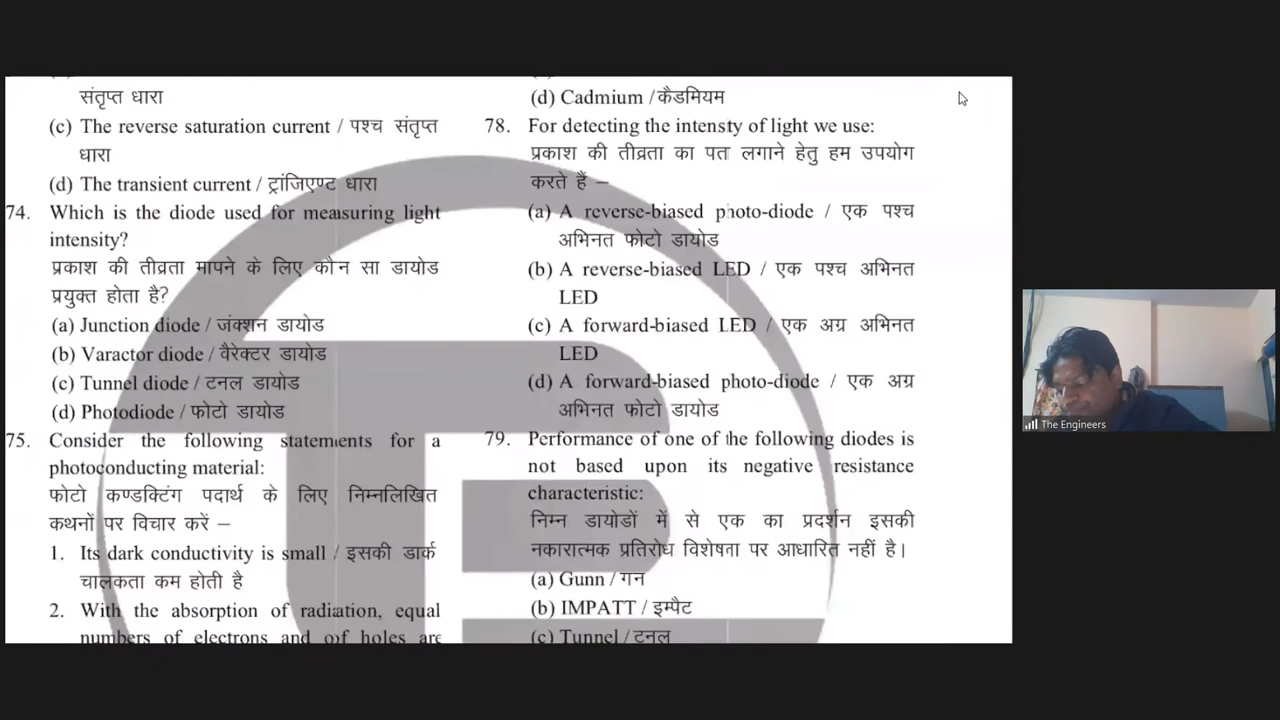 संतृप्त धारा
(c) The reverse saturation current / पश्च संतृप्त
धारा
(d) The transient current / ट्रांजिएण्ट धारा
74. Which is the diode used for measuring light
intensity?
प्रकाश की तीव्रता मापने के लिए कौन सा डायोड
प्रयुक्त होता है?
(a) Junction diode / जंक्शन डायोड
(b) Varactor diode / वैरेक्टर डायोड
(c) Tunnel diode / टनल डायोड
(d) Photodiode / फोटो डायोड
75. Consider the following statements for a
photoconducting material:
फोटो कण्डक्टिंग पदार्थ के लिए निम्नलिखित
कथनों पर विचार करें –
1. Its dark conductivity is small / इसकी डार्क
चालकता कम होती है
2. With the absorption of radiation, equal
numbers of electrons and of holes are
(d) Cadmium / कैडमियम
78. For detecting the intensty of light we use:
प्रकाश की तीव्रता का पता लगाने हेतु हम उपयोग
करते हैं –
(a) A reverse-biased photo-diode / एक पश्च
अभिनत फोटो डायोड
(b) A reverse-biased LED / एक पश्च अभिनत
LED
(c) A forward-biased LED / एक अग्र अभिनत
LED
(d) A forward-biased photo-diode / एक अग्र
अभिनत फोटो डायोड
79. Performance of one of the following diodes is
not based upon its negative resistance
characteristic:
निम्न डायोडों में से एक का प्रदर्शन इसकी
नकारात्मक प्रतिरोध विशेषता पर आधारित नहीं है।
(a) Gunn / गन
(b) IMPATT / इम्पैट
(c) Tunnel / टनल
The Engineers